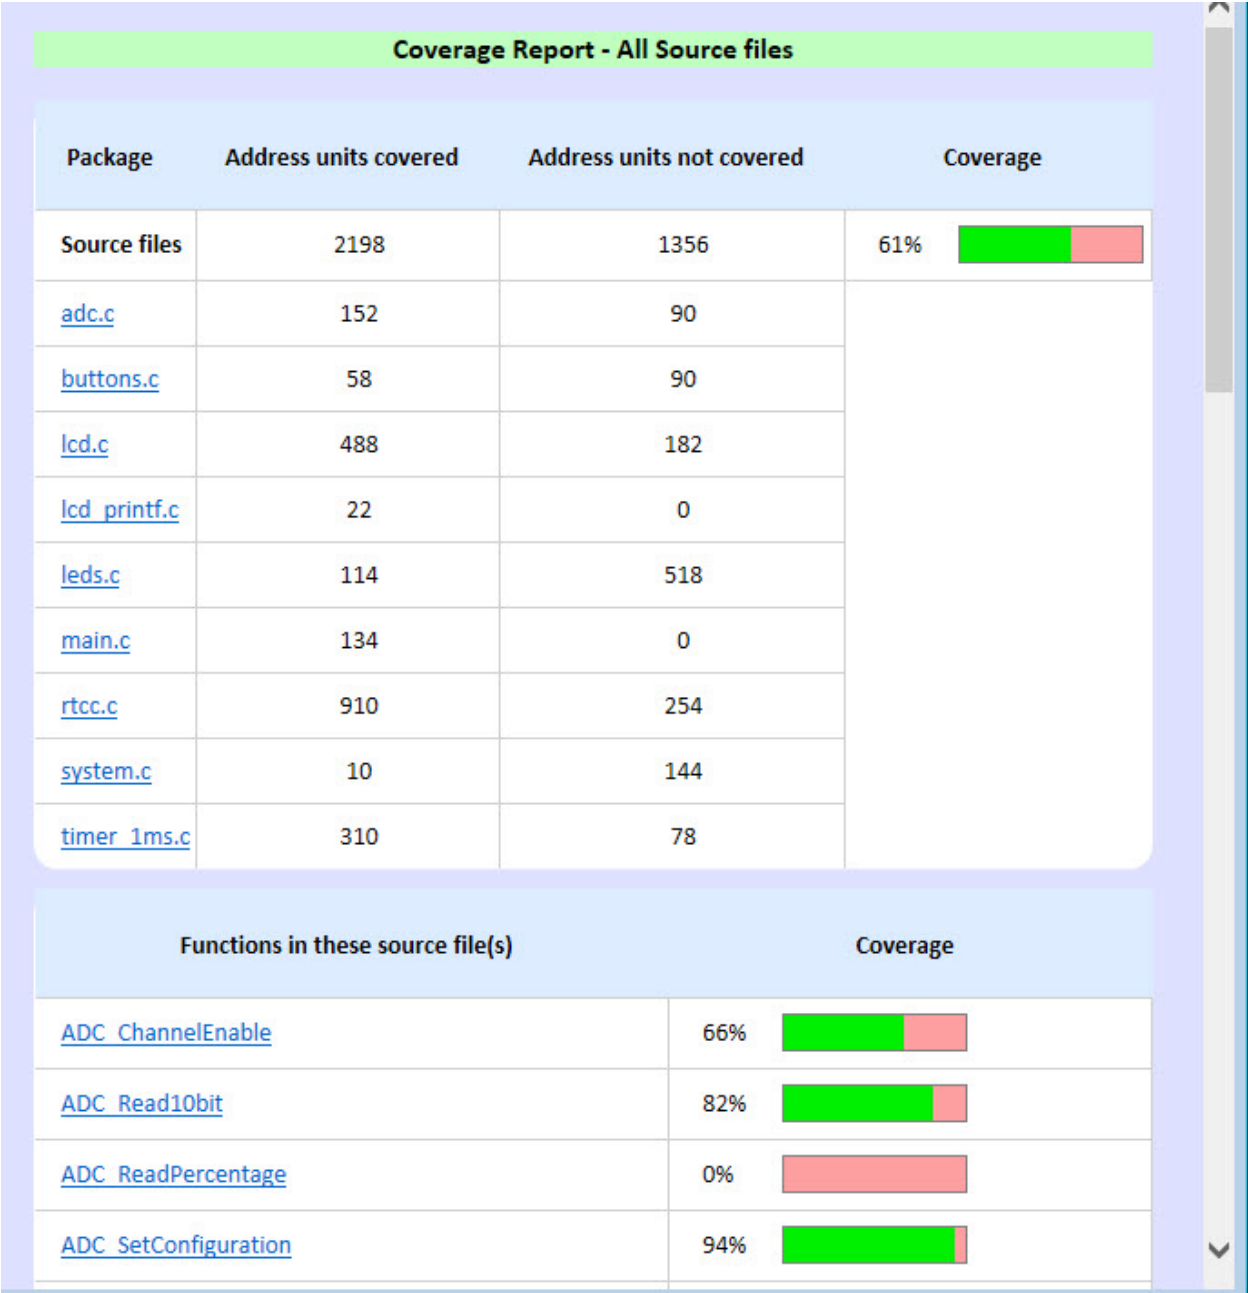 Coverage Report - All Source files
Package Address units covered Address units not covered Coverage
Source files 2198 1356 61%
adc.c 152 90
buttons.c 58 90
lcd.c 488 182
lcd_printf.c 22 0
leds.c 114 518
main.c 134 0
rtcc.c 910 254
system.c 10 144
timer_1ms.c 310 78
Functions in these source file(s) Coverage
ADC_ChannelEnable 66%
ADC_Read10bit 82%
ADC_ReadPercentage 0%
ADC_SetConfiguration 94%